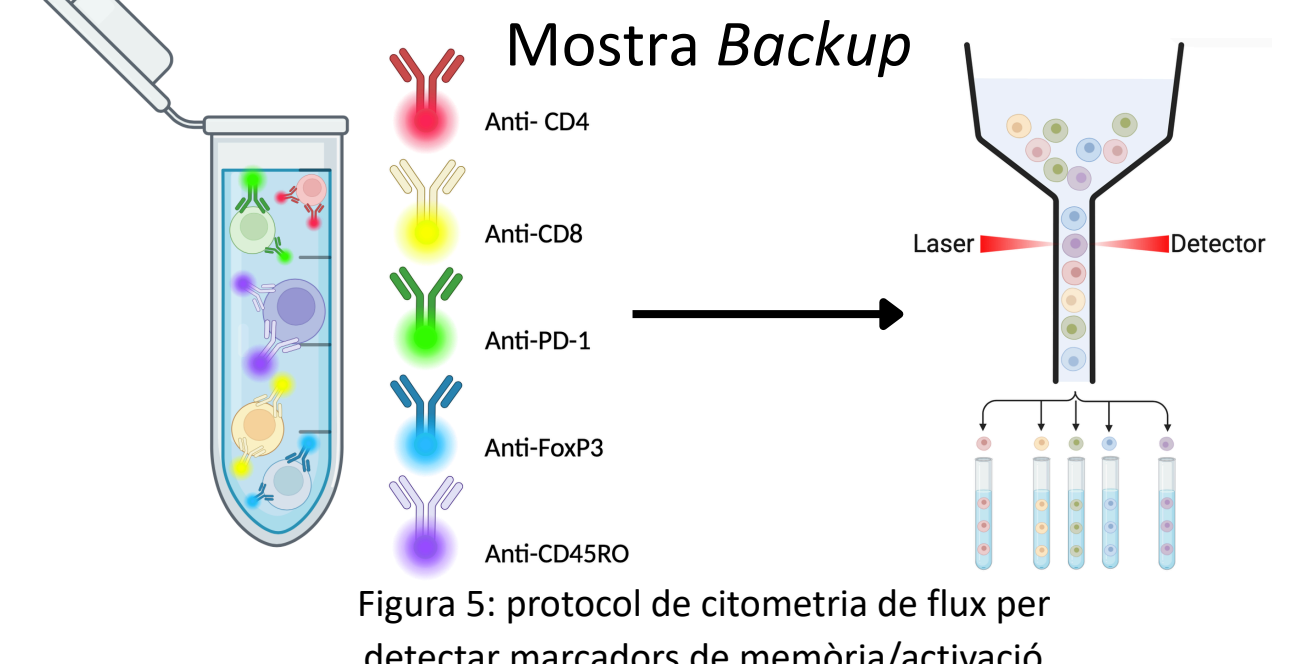 Mostra Backup
Anti- CD4
Anti-CD8
Anti-PD-1
Anti-FoxP3
Anti-CD45RO
Laser
Detector
Figura 5: protocol de citometria de flux per
detectar marcadors de memòria/activació